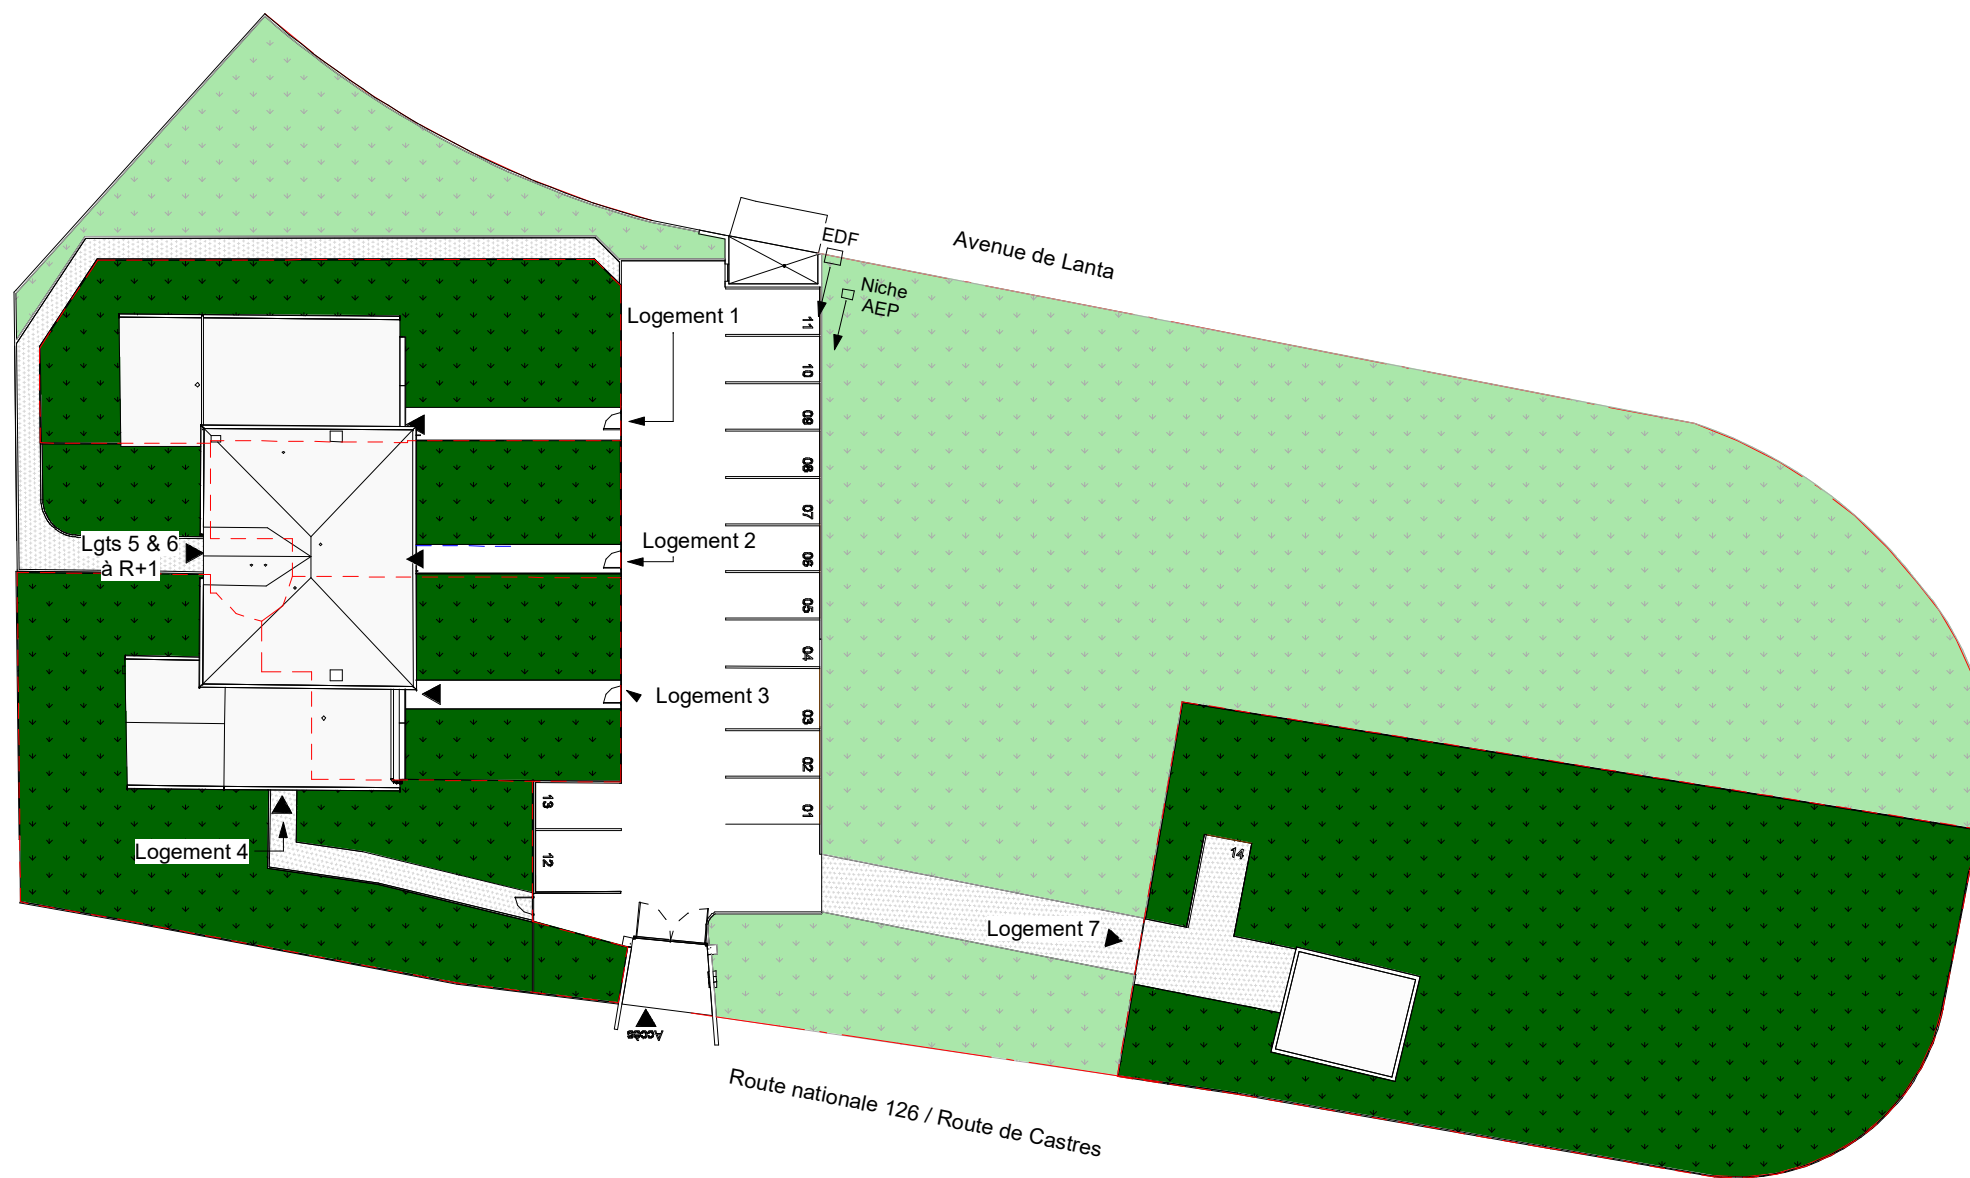 EDF
Avenue de Lanta
Niche
AEP
Logement 1
11
10
09
08
07
06
05
04
03
02
01
Logement 2
Lgts 5 & 6
à R+1
Logement 3
13
12
Logement 4
14
Logement 7
Accès
Route nationale 126 / Route de Castres